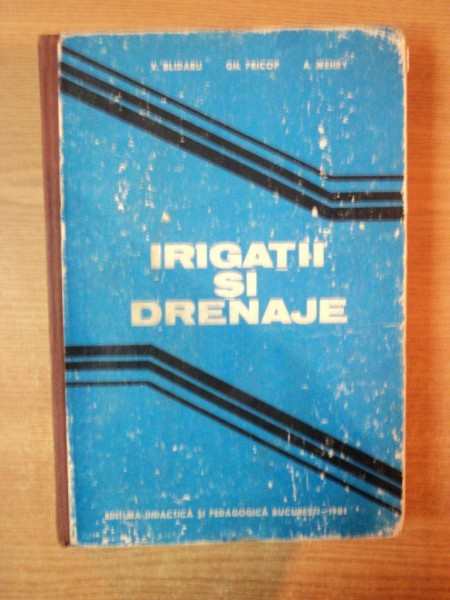 V. BLIDARU GH. PRICOP A. WEHRY
IRIGAȚII
ȘI
DRENAJE
EDITURA DIDACTICĂ ȘI PEDAGOGICĂ BUCUREȘTI-1981